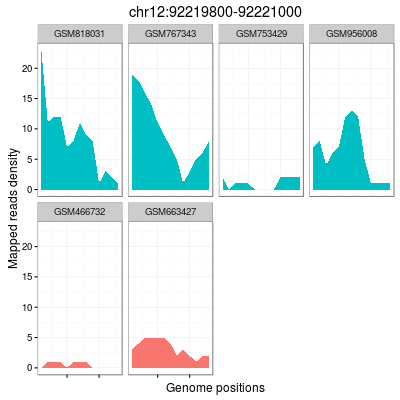 chr12:92219800-92221000
GSM818031 GSM767343 GSM753429 GSM956008
20
15
10
5
0
Mapped reads density
GSM466732 GSM663427
20
15
10
5
0
Genome positions